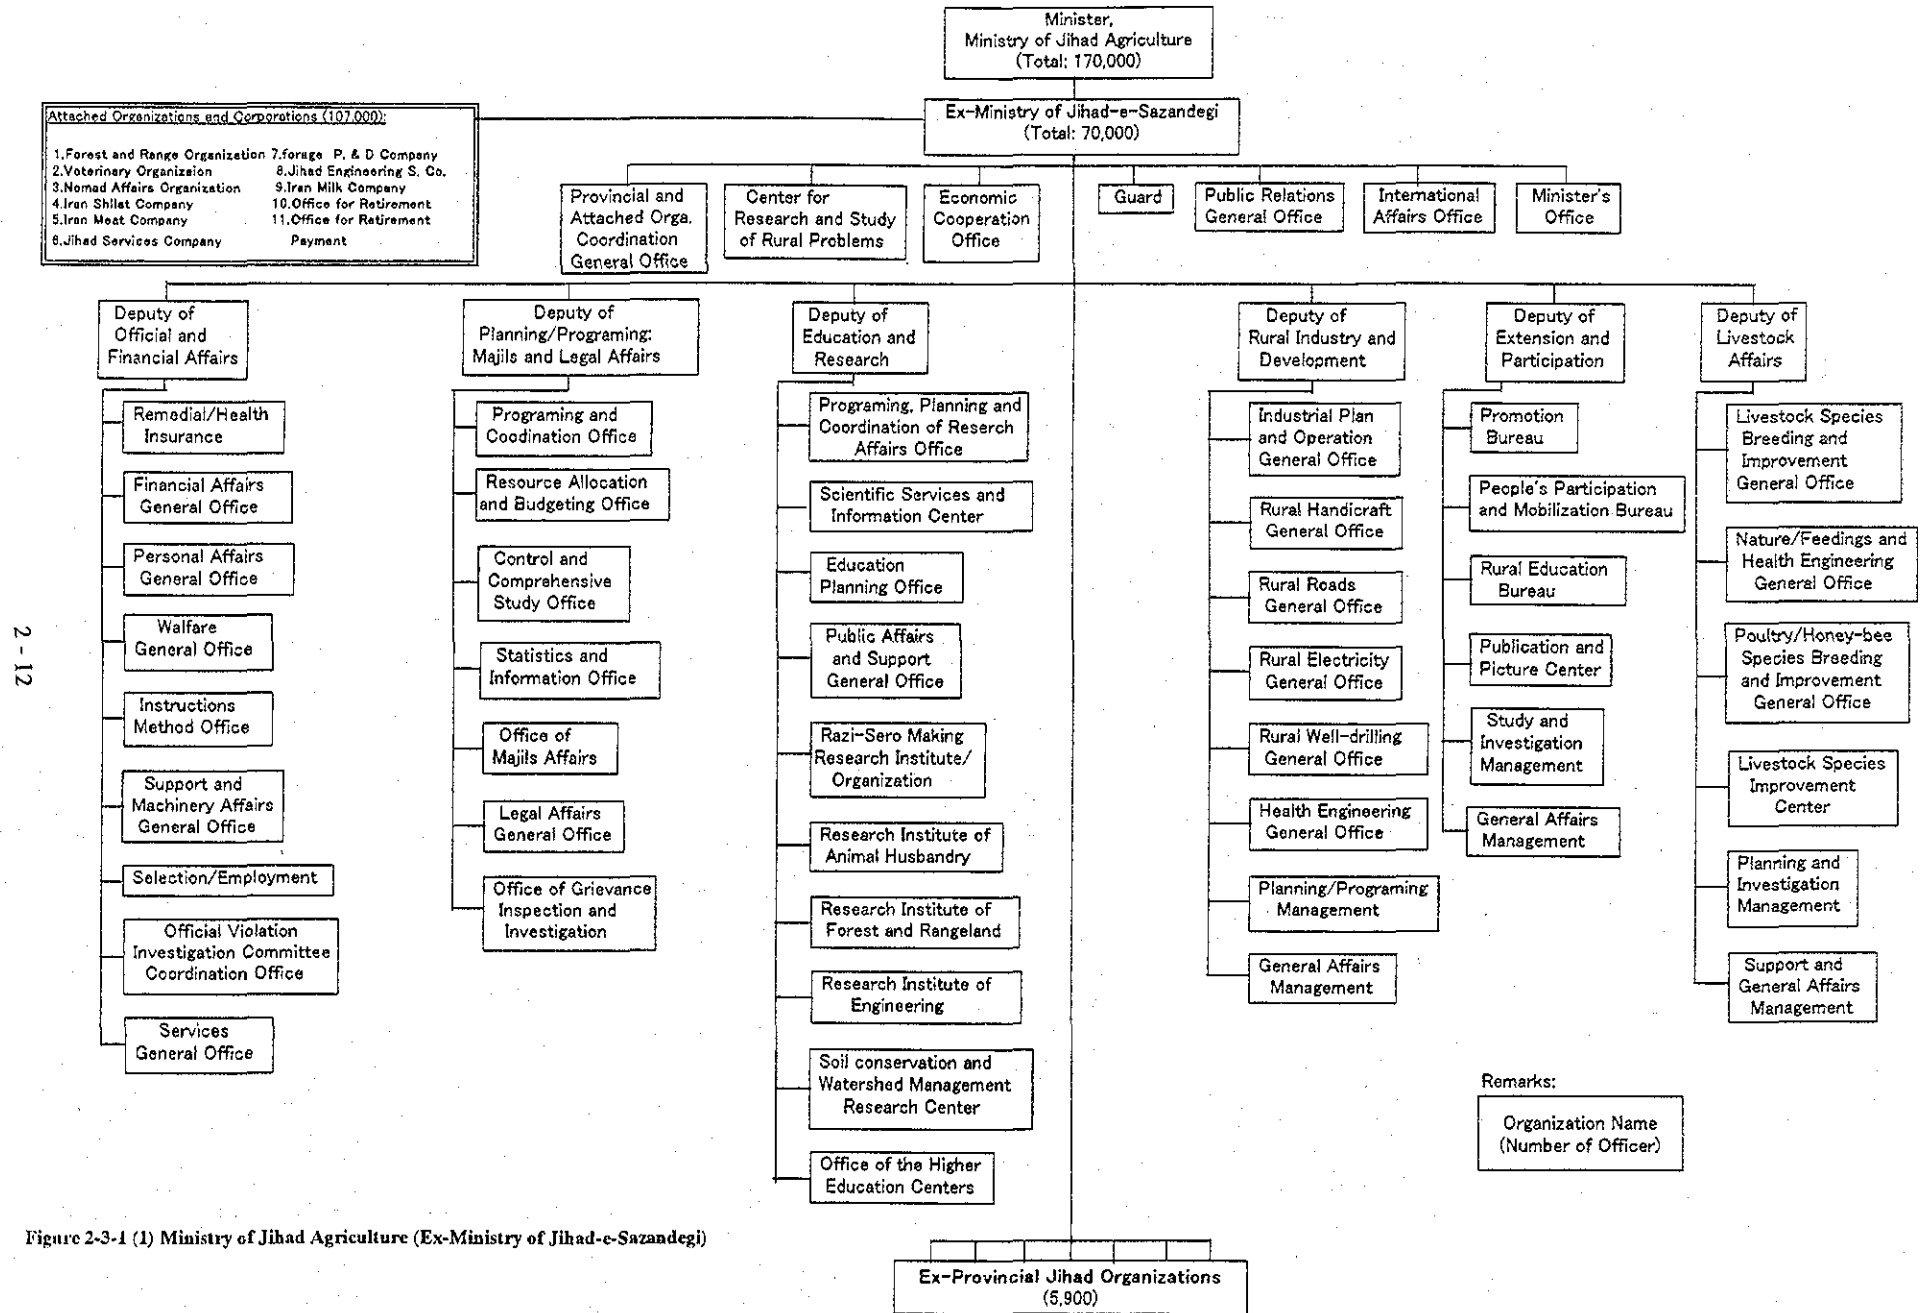 Minister,
Ministry of Jihad Agriculture
(Total: 170,000)
Ex-Ministry of Jihad-e-Sazandegi
(Total: 70,000)
Attached Organizations and Corporations (107,000):
1.Forest and Range Organization 7.forage P. & D Company
2.Voterinary Organizaion 8.Jihad Engineering S. Co.
3.Nomad Affairs Organization 9.Iran Milk Company
4.Iran Shilat Company 10.Office for Retirement
5.Iran Meat Company 11.Office for Retirement
6.Jihad Services Company Payment
Provincial and
Attached Orga.
Coordination
General Office
Center for
Research and Study
of Rural Problems
Economic
Cooperation
Office
Guard
Public Relations
General Office
International
Affairs Office
Minister's
Office
Deputy of
Official and
Financial Affairs
Remedial/Health
Insurance
Financial Affairs
General Office
Personal Affairs
General Office
Walfare
General Office
Instructions
Method Office
Support and
Machinery Affairs
General Office
Selection/Employment
Official Violation
Investigation Committee
Coordination Office
Services
General Office
Deputy of
Planning/Programing:
Majils and Legal Affairs
Programing and
Coodination Office
Resource Allocation
and Budgeting Office
Control and
Comprehensive
Study Office
Statistics and
Information Office
Office of
Majils Affairs
Legal Affairs
General Office
Office of Grievance
Inspection and
Investigation
Deputy of
Education and
Research
Programing, Planning and
Coordination of Reserch
Affairs Office
Scientific Services and
Information Center
Education
Planning Office
Public Affairs
and Support
General Office
Razi-Sero Making
Research Institute/
Organization
Research Institute of
Animal Husbandry
Research Institute of
Forest and Rangeland
Research Institute of
Engineering
Soil conservation and
Watershed Management
Research Center
Office of the Higher
Education Centers
Deputy of
Rural Industry and
Development
Industrial Plan
and Operation
General Office
Rural Handicraft
General Office
Rural Roads
General Office
Rural Electricity
General Office
Rural Well-drilling
General Office
Health Engineering
General Office
Planning/Programing
Management
General Affairs
Management
Deputy of
Extension and
Participation
Promotion
Bureau
People's Participation
and Mobilization Bureau
Rural Education
Bureau
Publication and
Picture Center
Study and
Investigation
Management
General Affairs
Management
Deputy of
Livestock
Affairs
Livestock Species
Breeding and
Improvement
General Office
Nature/Feedings and
Health Engineering
General Office
Poultry/Honey-bee
Species Breeding
and Improvement
General Office
Livestock Species
Improvement
Center
Planning and
Investigation
Management
Support and
General Affairs
Management
Remarks:
Organization Name
(Number of Officer)
2 - 12
Figure 2-3-1 (1) Ministry of Jihad Agriculture (Ex-Ministry of Jihad-e-Sazandegi)
Ex-Provincial Jihad Organizations
(5,900)